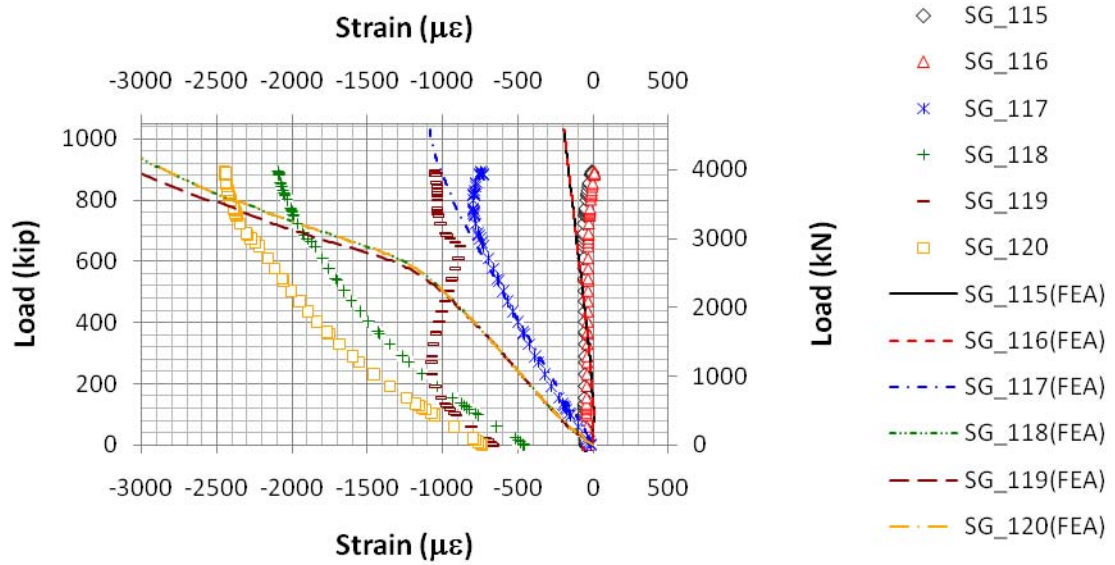 Strain (με)
-3000 -2500 -2000 -1500 -1000 -500 0 500
1000
800
600
400
200
0
Load (kip)
4000
3000
2000
1000
0
Load (kN)
-3000 -2500 -2000 -1500 -1000 -500 0 500
Strain (με)
SG_115
SG_116
SG_117
SG_118
SG_119
SG_120
SG_115(FEA)
SG_116(FEA)
SG_117(FEA)
SG_118(FEA)
SG_119(FEA)
SG_120(FEA)